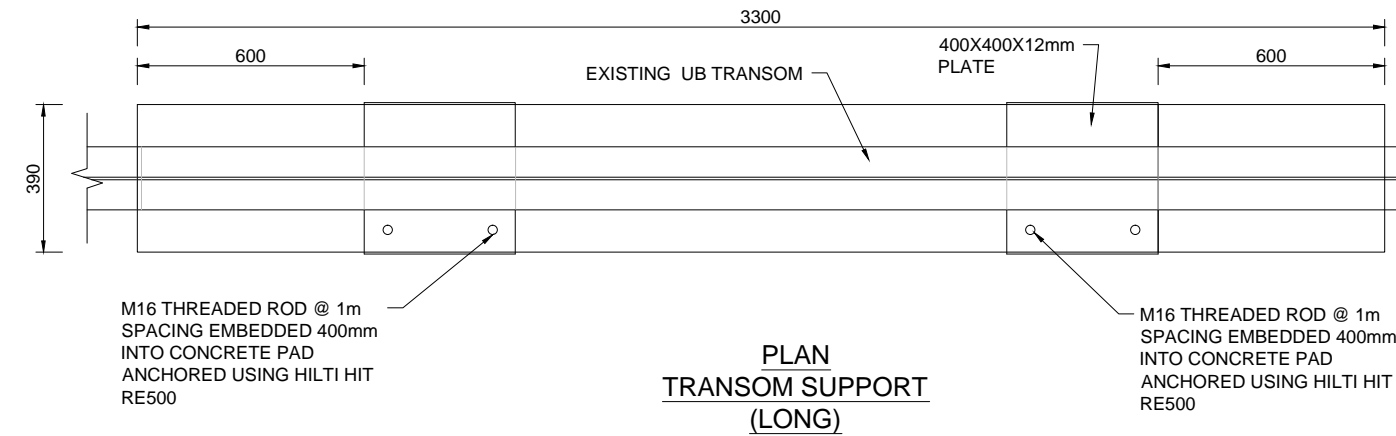 3300
600
EXISTING UB TRANSOM
400X400X12mm
PLATE
600
390
M16 THREADED ROD @ 1m
SPACING EMBEDDED 400mm
INTO CONCRETE PAD
ANCHORED USING HILTI HIT
RE500
PLAN
TRANSOM SUPPORT
(LONG)
M16 THREADED ROD @ 1m
SPACING EMBEDDED 400mm
INTO CONCRETE PAD
ANCHORED USING HILTI HIT
RE500